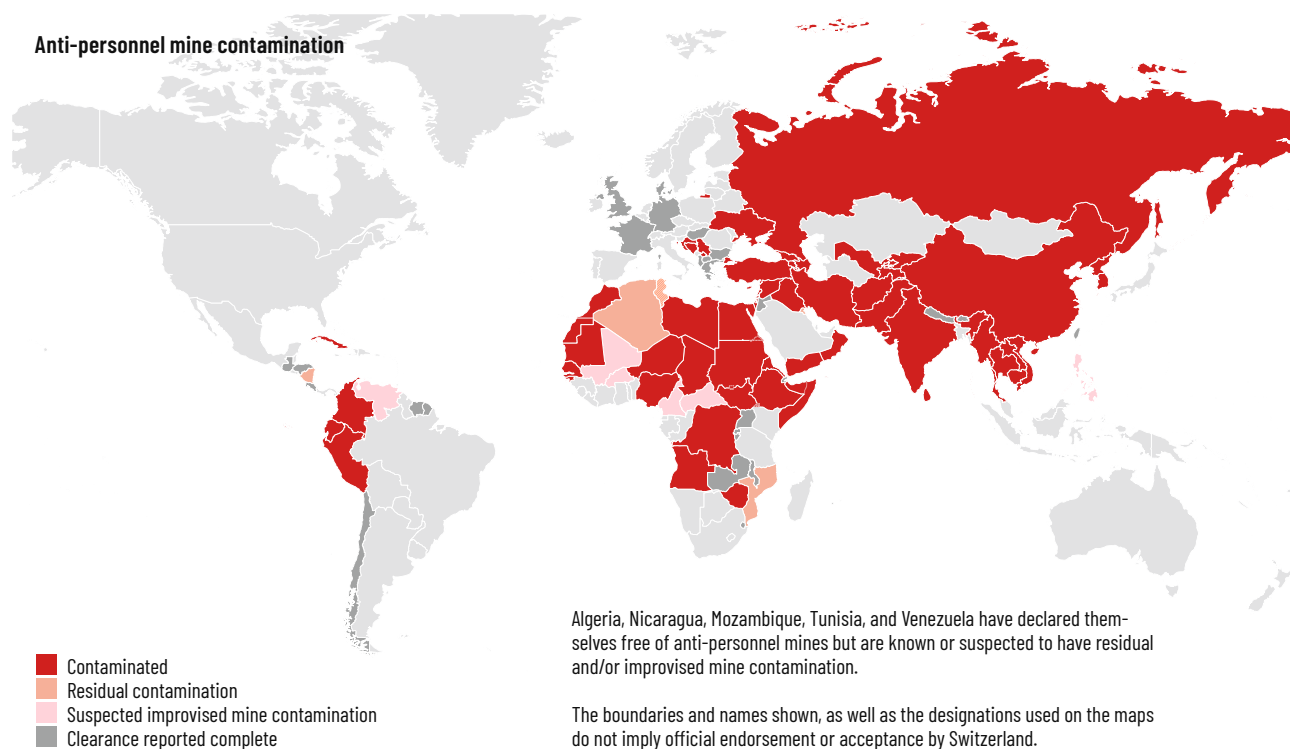 Anti-personnel mine contamination
Algeria, Nicaragua, Mozambique, Tunisia, and Venezuela have declared them-
selves free of anti-personnel mines but are known or suspected to have residual
and/or improvised mine contamination.
Contaminated
Residual contamination
Suspected improvised mine contamination
Clearance reported complete
The boundaries and names shown, as well as the designations used on the maps
do not imply official endorsement or acceptance by Switzerland.